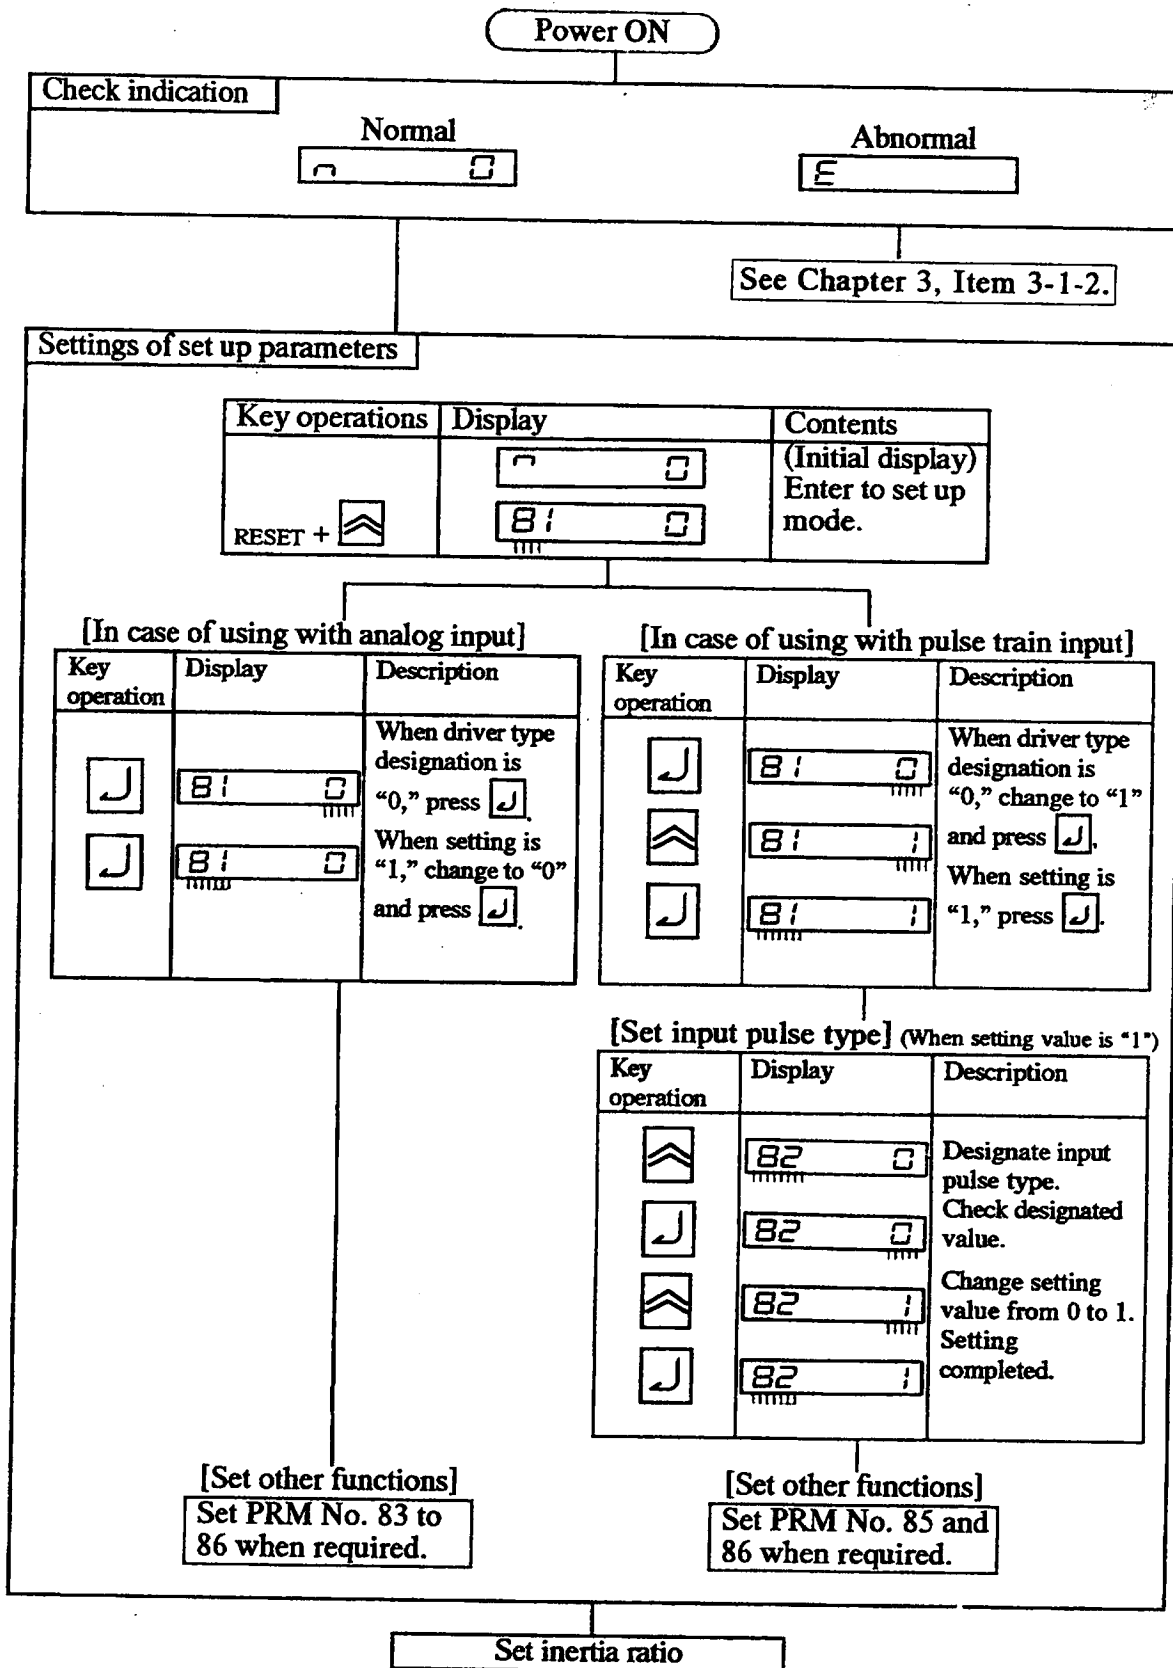 Power ON
Check indication
Normal
Abnormal
n 0
E
See Chapter 3, Item 3-1-2.
Settings of set up parameters
Key operations Display Contents
n 0 (Initial display)
Enter to set up
RESET + 81 0 mode.
[In case of using with analog input]
Key operation Display Description
81 0
81 0
When driver type
designation is
“0,” press ↵.
When setting is
“1,” change to “0”
and press ↵.
[In case of using with pulse train input]
Key operation Display Description
81 0
81 1
81 1
When driver type
designation is
“0,” change to “1”
and press ↵.
When setting is
“1,” press ↵.
[Set input pulse type] (When setting value is “1”)
Key operation Display Description
82 0
82 0
82 1
82 1
Designate input
pulse type.
Check designated
value.
Change setting
value from 0 to 1.
Setting
completed.
[Set other functions]
Set PRM No. 83 to
86 when required.
[Set other functions]
Set PRM No. 85 and
86 when required.
Set inertia ratio